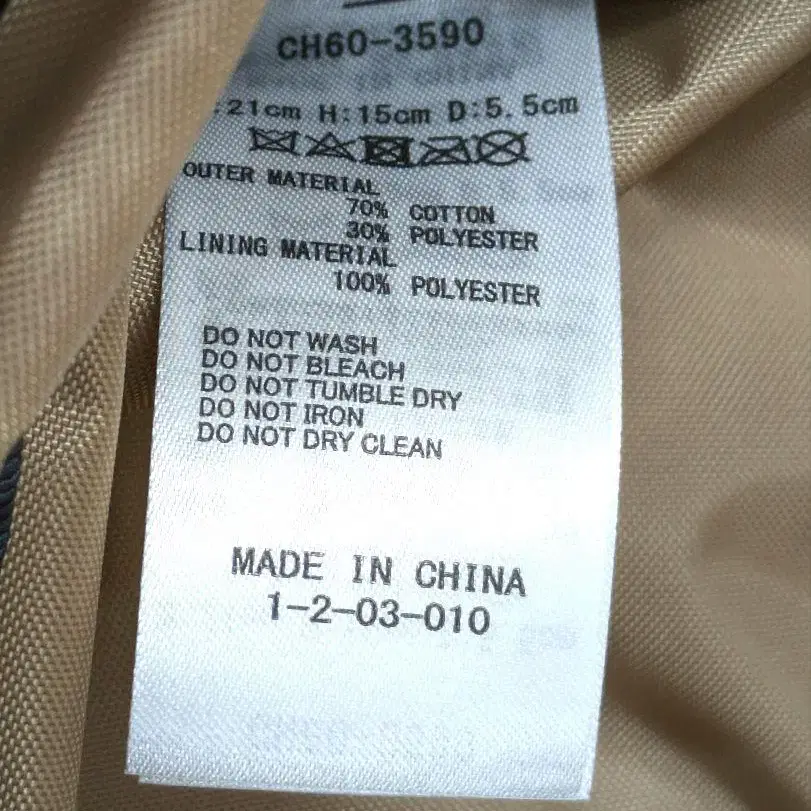 CH60-3590
:21cm H:15cm D:5.5cm
OUTER MATERIAL
70% COTTON
30% POLYESTER
LINING MATERIAL
100% POLYESTER
DO NOT WASH
DO NOT BLEACH
DO NOT TUMBLE DRY
DO NOT IRON
DO NOT DRY CLEAN
MADE IN CHINA
1-2-03-010